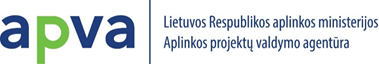 apva
Lietuvos Respublikos aplinkos ministerijos
Aplinkos projektų valdymo agentūra